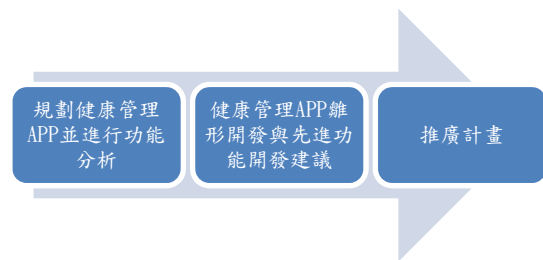 規劃健康管理
APP並進行功能
分析
健康管理APP雛
形開發與先進功
能開發建議
推廣計畫